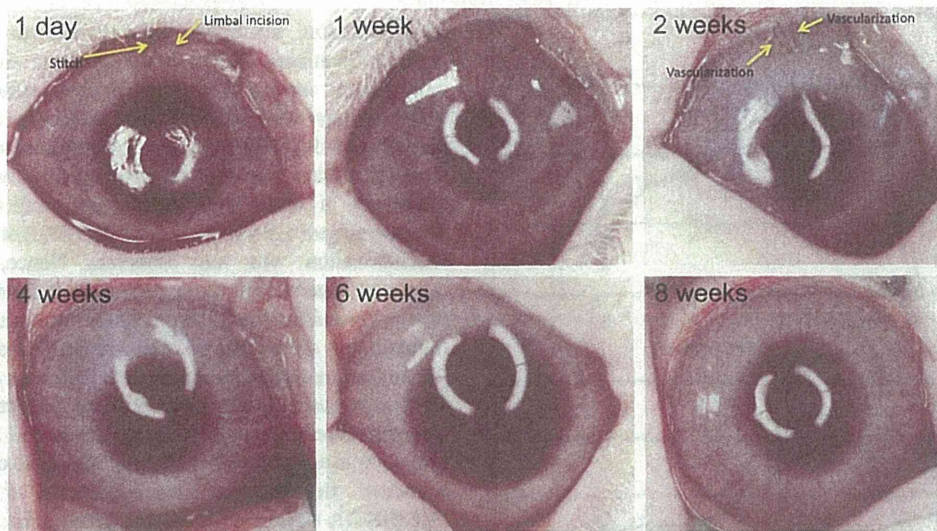 1 day
Limbal incision
Stitch
1 week
2 weeks
Vascularization
Vascularization
4 weeks
6 weeks
8 weeks